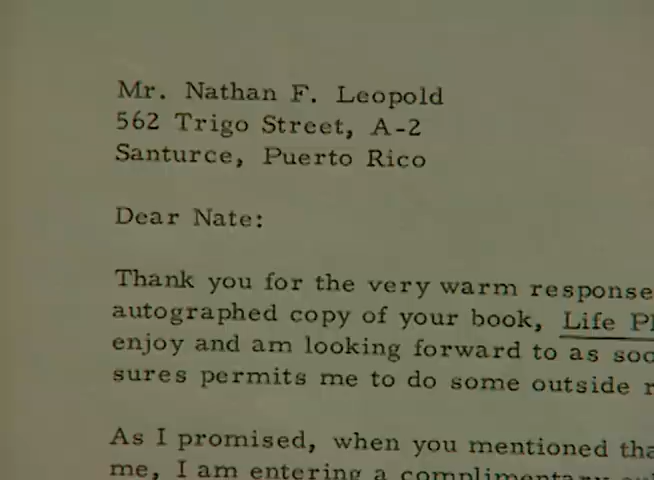 Mr. Nathan F. Leopold
562 Trigo Street, A-2
Santurce, Puerto Rico
Dear Nate:
Thank you for the very warm response
autographed copy of your book, Life
enjoy and am looking forward to as
sures permits me to do some outside
As I promised, when you mentioned
me, I am entering a complimentary